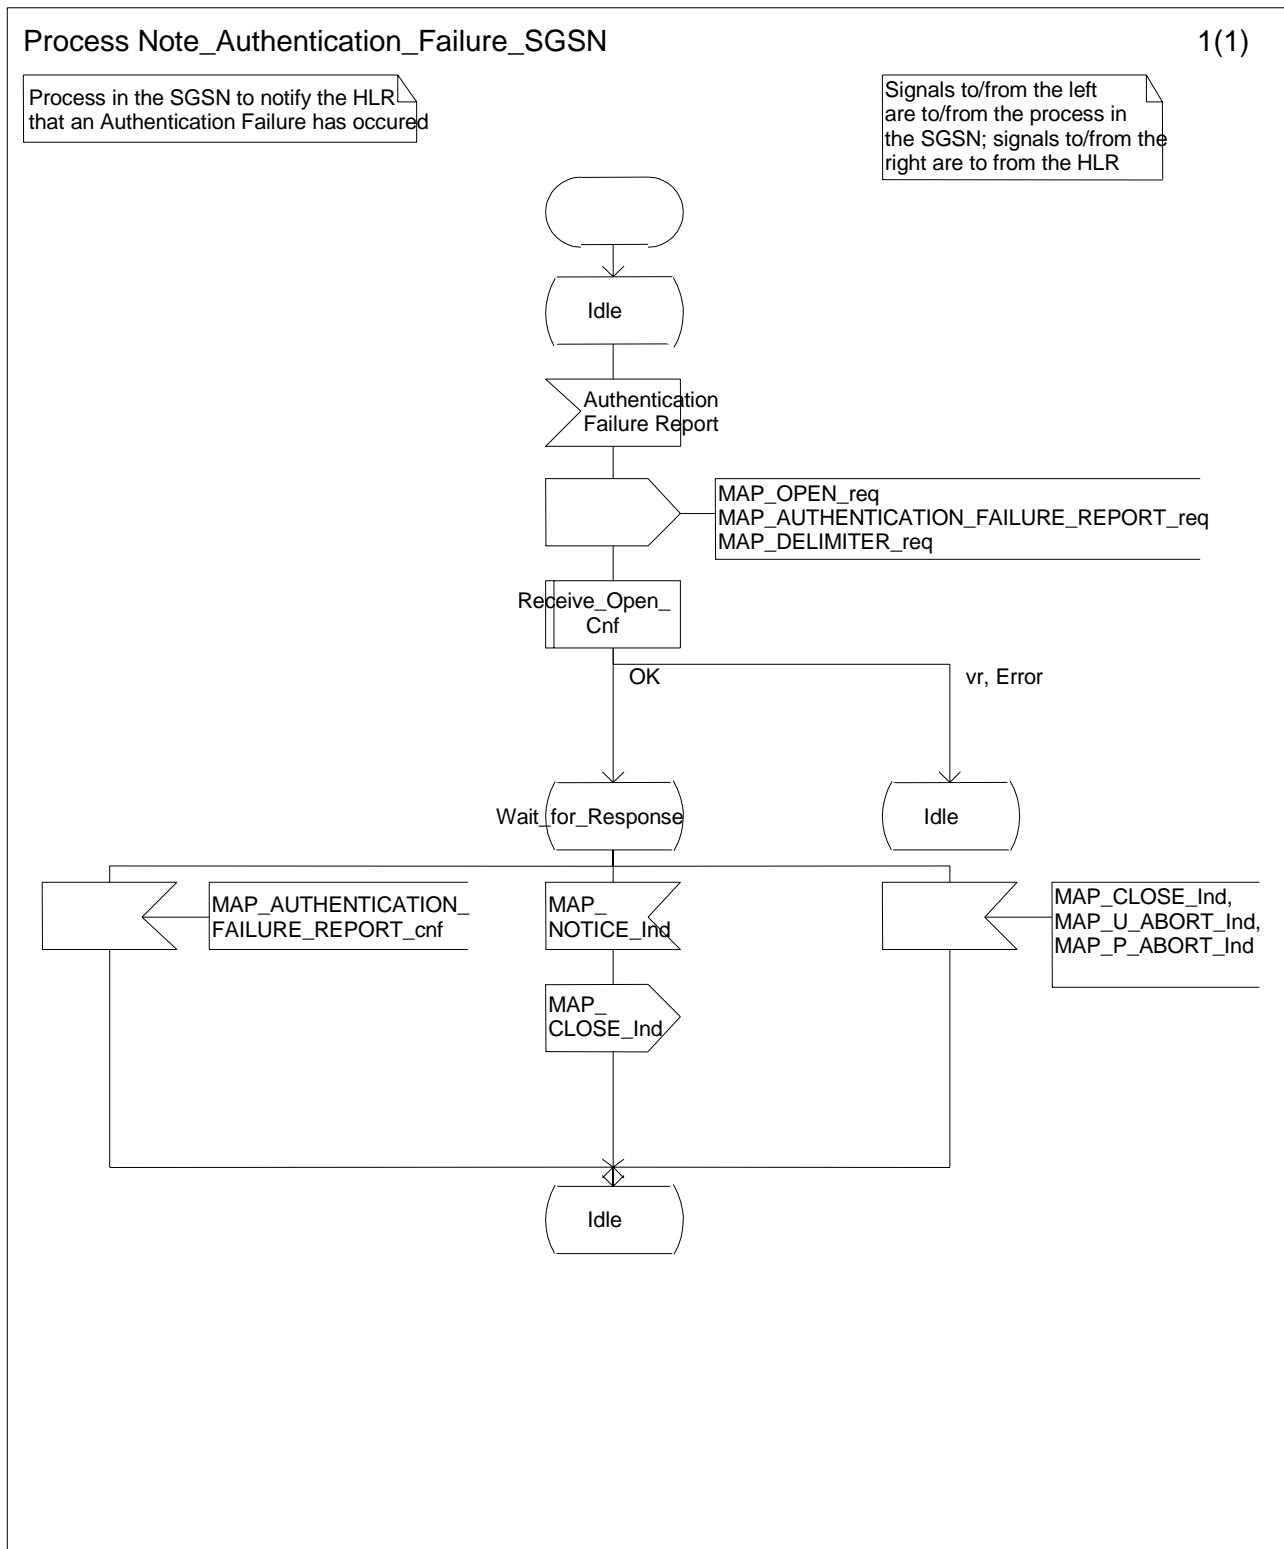 Process Note_Authentication_Failure_SGSN
1(1)
Process in the SGSN to notify the HLR
that an Authentication Failure has occured
Signals to/from the left
are to/from the process in
the SGSN; signals to/from the
right are to from the HLR
Idle
Authentication
Failure Report
MAP_OPEN_req
MAP_AUTHENTICATION_FAILURE_REPORT_req
MAP_DELIMITER_req
Receive_Open_
Cnf
OK
vr, Error
Wait_for_Response
Idle
MAP_AUTHENTICATION_
FAILURE_REPORT_cnf
MAP_
NOTICE_Ind
MAP_CLOSE_Ind,
MAP_U_ABORT_Ind,
MAP_P_ABORT_Ind
MAP_
CLOSE_Ind
Idle